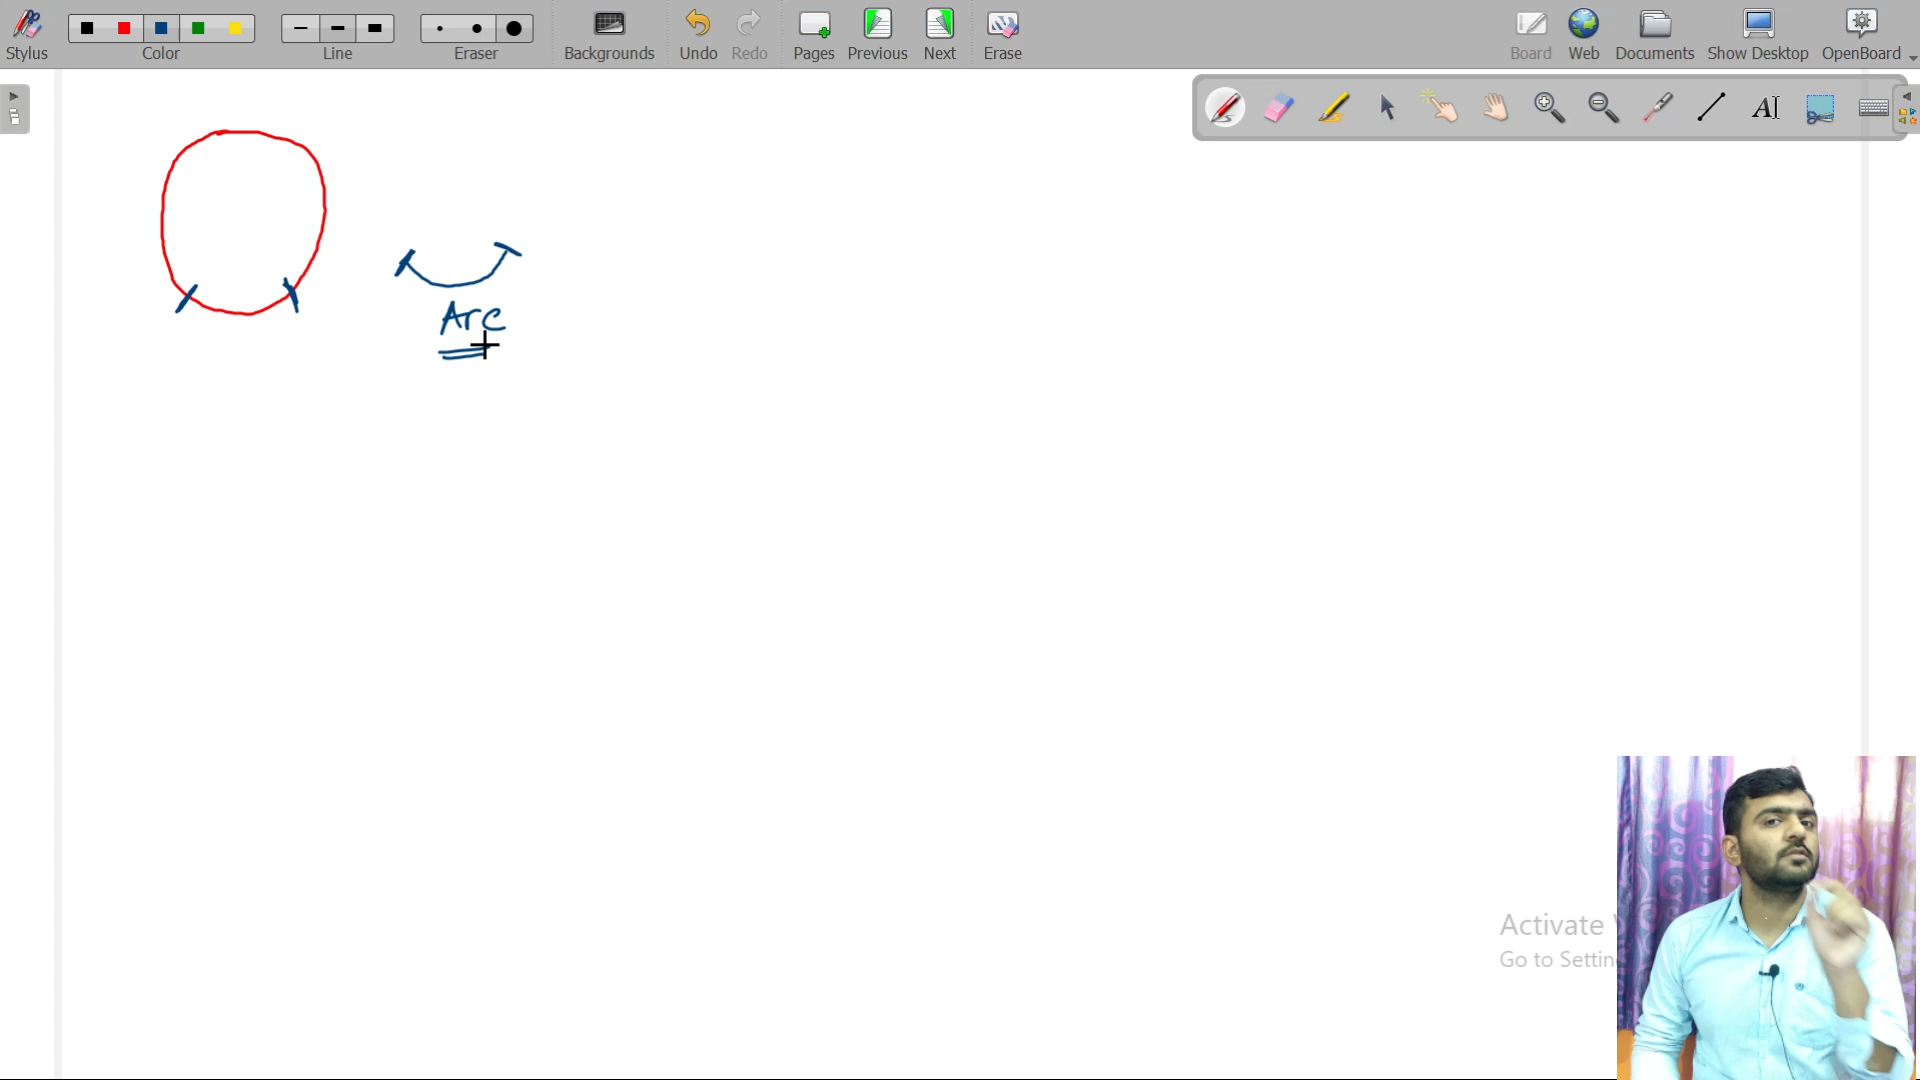 Stylus
Color
Line
Eraser
Backgrounds
Undo
Redo
Pages
Previous
Next
Erase
Board
Web
Documents
Show Desktop
OpenBoard
Arc
Activate
Go to Settin